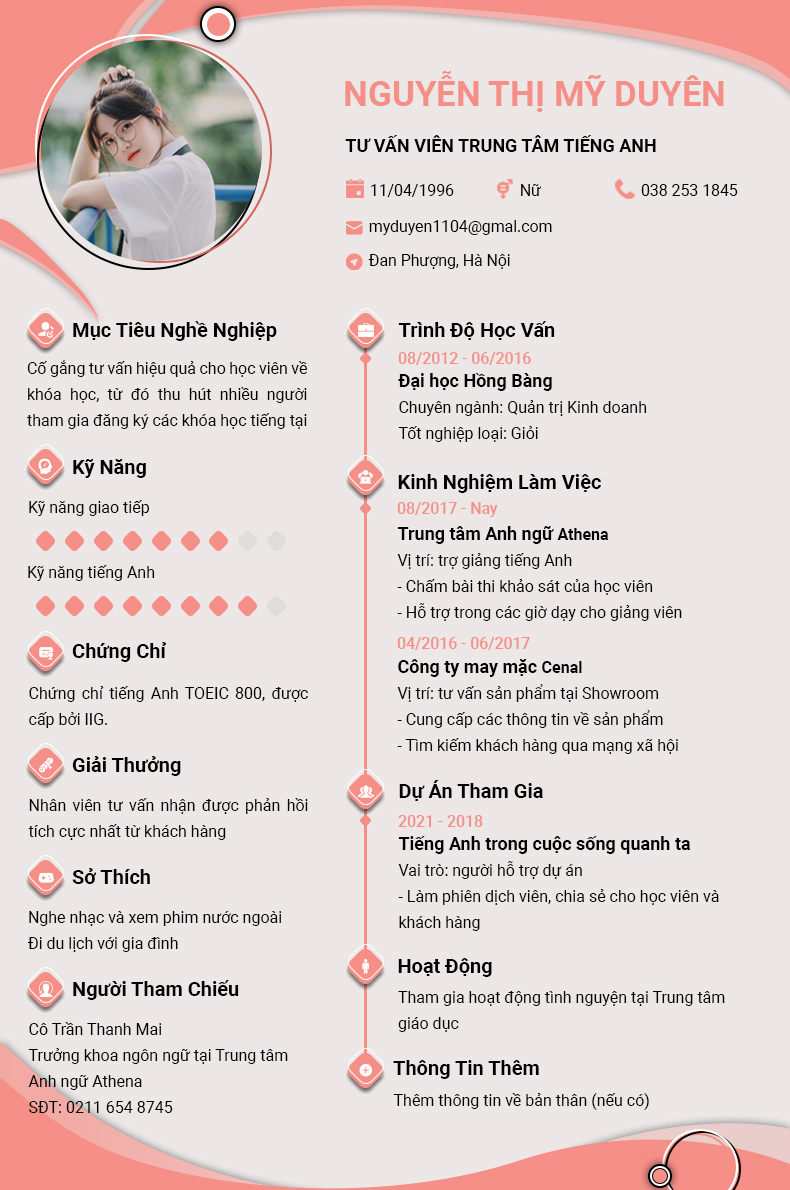 NGUYỄN THỊ MỸ DUYÊN
TƯ VẤN VIÊN TRUNG TÂM TIẾNG ANH
11/04/1996 Nữ 038 253 1845
myduyen1104@gmal.com
Đan Phượng, Hà Nội
Mục Tiêu Nghề Nghiệp
Cố gắng tư vấn hiệu quả cho học viên về
khóa học, từ đó thu hút nhiều người
tham gia đăng ký các khóa học tiếng tại
Kỹ Năng
Kỹ năng giao tiếp
Kỹ năng tiếng Anh
Chứng Chỉ
Chứng chỉ tiếng Anh TOEIC 800, được
cấp bởi IIG.
Giải Thưởng
Nhân viên tư vấn nhận được phản hồi
tích cực nhất từ khách hàng
Sở Thích
Nghe nhạc và xem phim nước ngoài
Đi du lịch với gia đình
Người Tham Chiếu
Cô Trần Thanh Mai
Trưởng khoa ngôn ngữ tại Trung tâm
Anh ngữ Athena
SĐT: 0211 654 8745
Trình Độ Học Vấn
08/2012 - 06/2016
Đại học Hồng Bàng
Chuyên ngành: Quản trị Kinh doanh
Tốt nghiệp loại: Giỏi
Kinh Nghiệm Làm Việc
08/2017 - Nay
Trung tâm Anh ngữ Athena
Vị trí: trợ giảng tiếng Anh
- Chấm bài thi khảo sát của học viên
- Hỗ trợ trong các giờ dạy cho giảng viên
04/2016 - 06/2017
Công ty may mặc Cenal
Vị trí: tư vấn sản phẩm tại Showroom
- Cung cấp các thông tin về sản phẩm
- Tìm kiếm khách hàng qua mạng xã hội
Dự Án Tham Gia
2021 - 2018
Tiếng Anh trong cuộc sống quanh ta
Vai trò: người hỗ trợ dự án
- Làm phiên dịch viên, chia sẻ cho học viên và
khách hàng
Hoạt Động
Tham gia hoạt động tình nguyện tại Trung tâm
giáo dục
Thông Tin Thêm
Thêm thông tin về bản thân (nếu có)